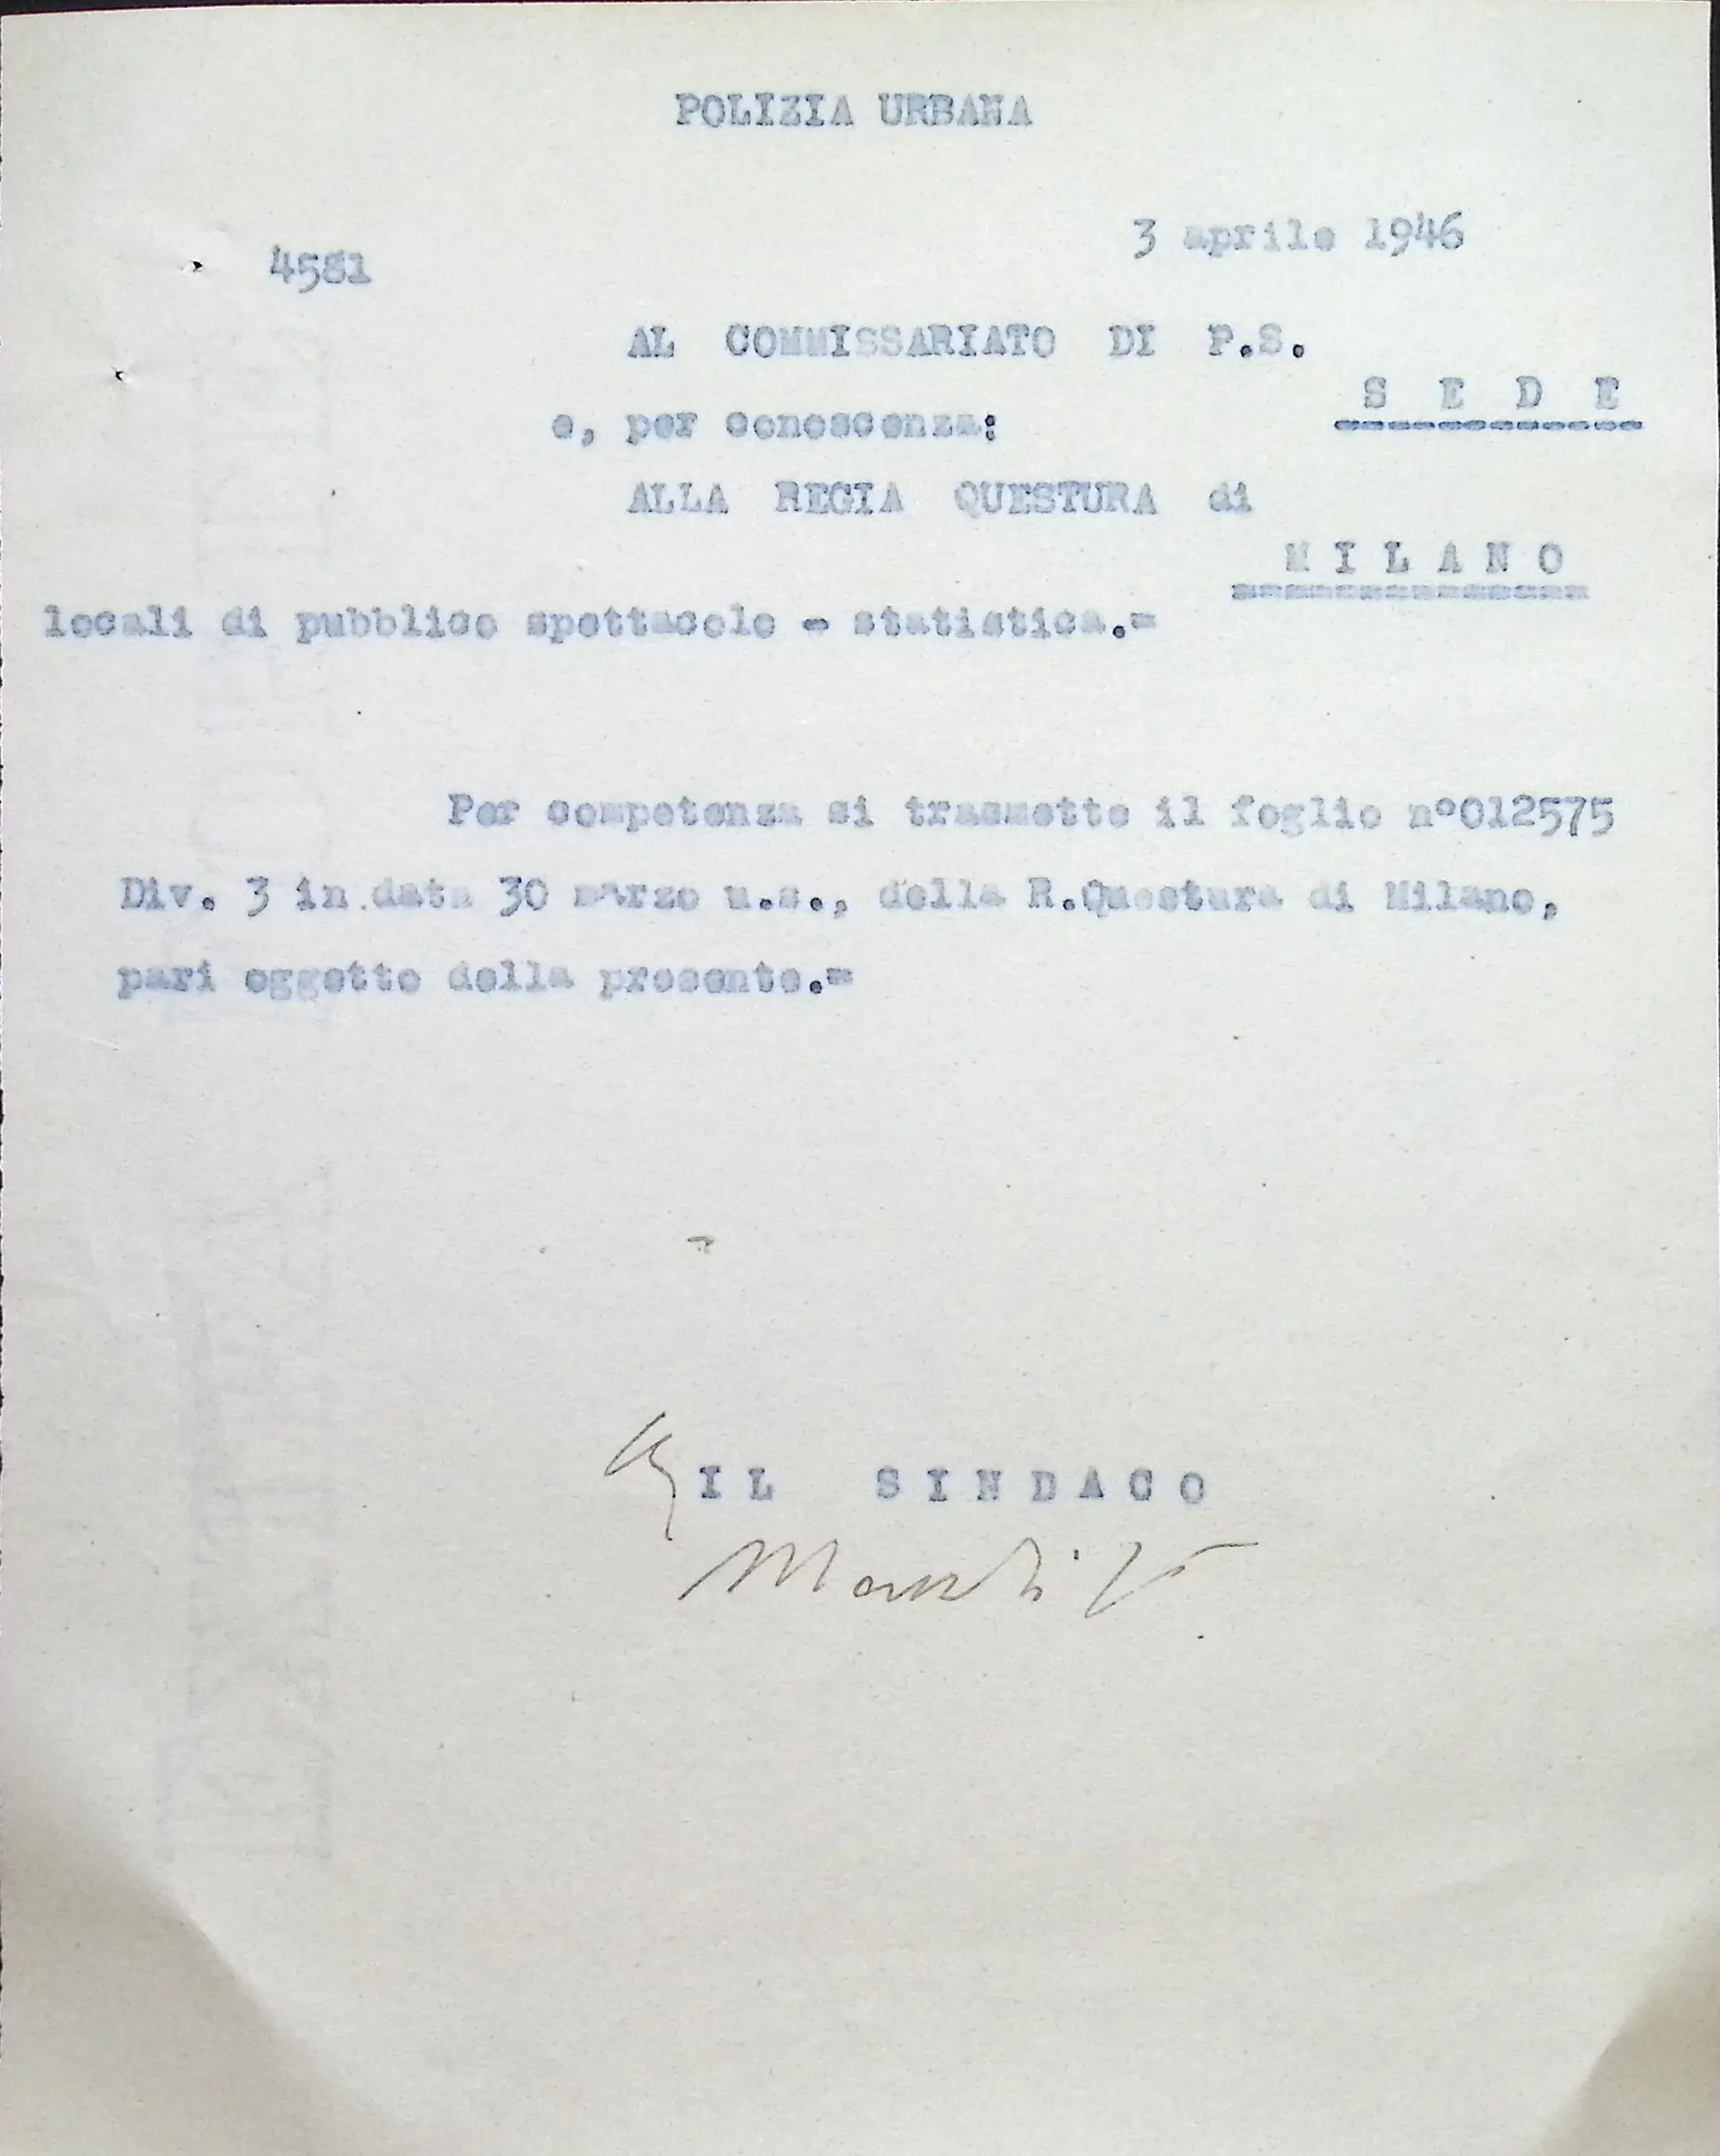 POLIZIA URBANA
3 aprile 1946
4581
AL COMMISSARIATO DI P.S.
S E D E
e, per conoscenza:
ALLA REGIA QUESTURA di
M I L A N O
locali di pubblico spettacolo - statistica.=
Per competenza si trasmette il foglio n°012575
Div. 3 in data 30 marzo u.s., della R.Questura di Milano,
pari oggetto della presente.=
IL SINDACO